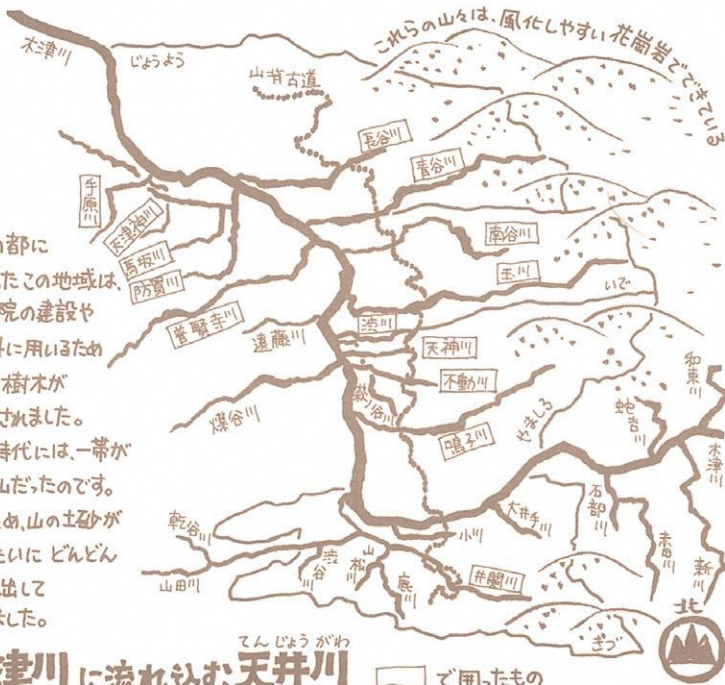 これらの山々は、風化しやすい花崗岩でできている
木津川
じょうよう
山背古道
長谷川
青谷川
手原川
天津神川
馬坂川
防賀川
普賢寺川
遠藤川
煤谷川
南谷川
玉川
いで
渋川
天神川
不動川
鳴子川
やましろ
和束川
蛇吉川
木津川
石部川
赤田川
新川
大井手川
小川
井関川
鹿川
山松川
渋谷川
乾谷川
山田川
きづ
北
都に
たこの地域は、
院の建設や
に用いるため
樹木が
されました。
時代には、一帯が
山だったのです。
め、山の土砂が
たいに どんどん
出して
ました。
てんじょうがわ
津川に流れ込む天井川
で囲ったもの